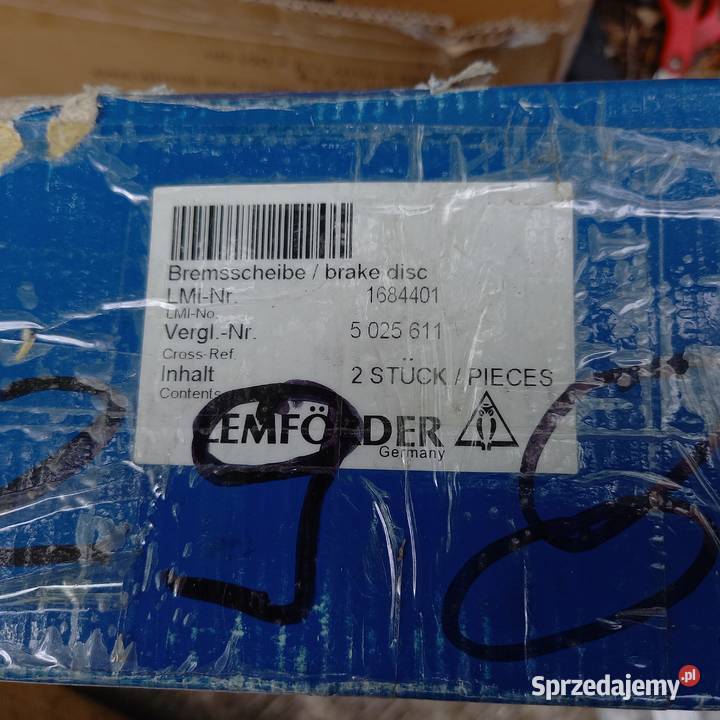 Bremsscheibe / brake disc
LMI-Nr. 1684401
LMI-No.
Vergl.-Nr. 5 025 611
Cross-Ref.
Inhalt 2 STÜCK / PIECES
Contents
LEMFÖRDER
Germany
Sprzedajemy.pl